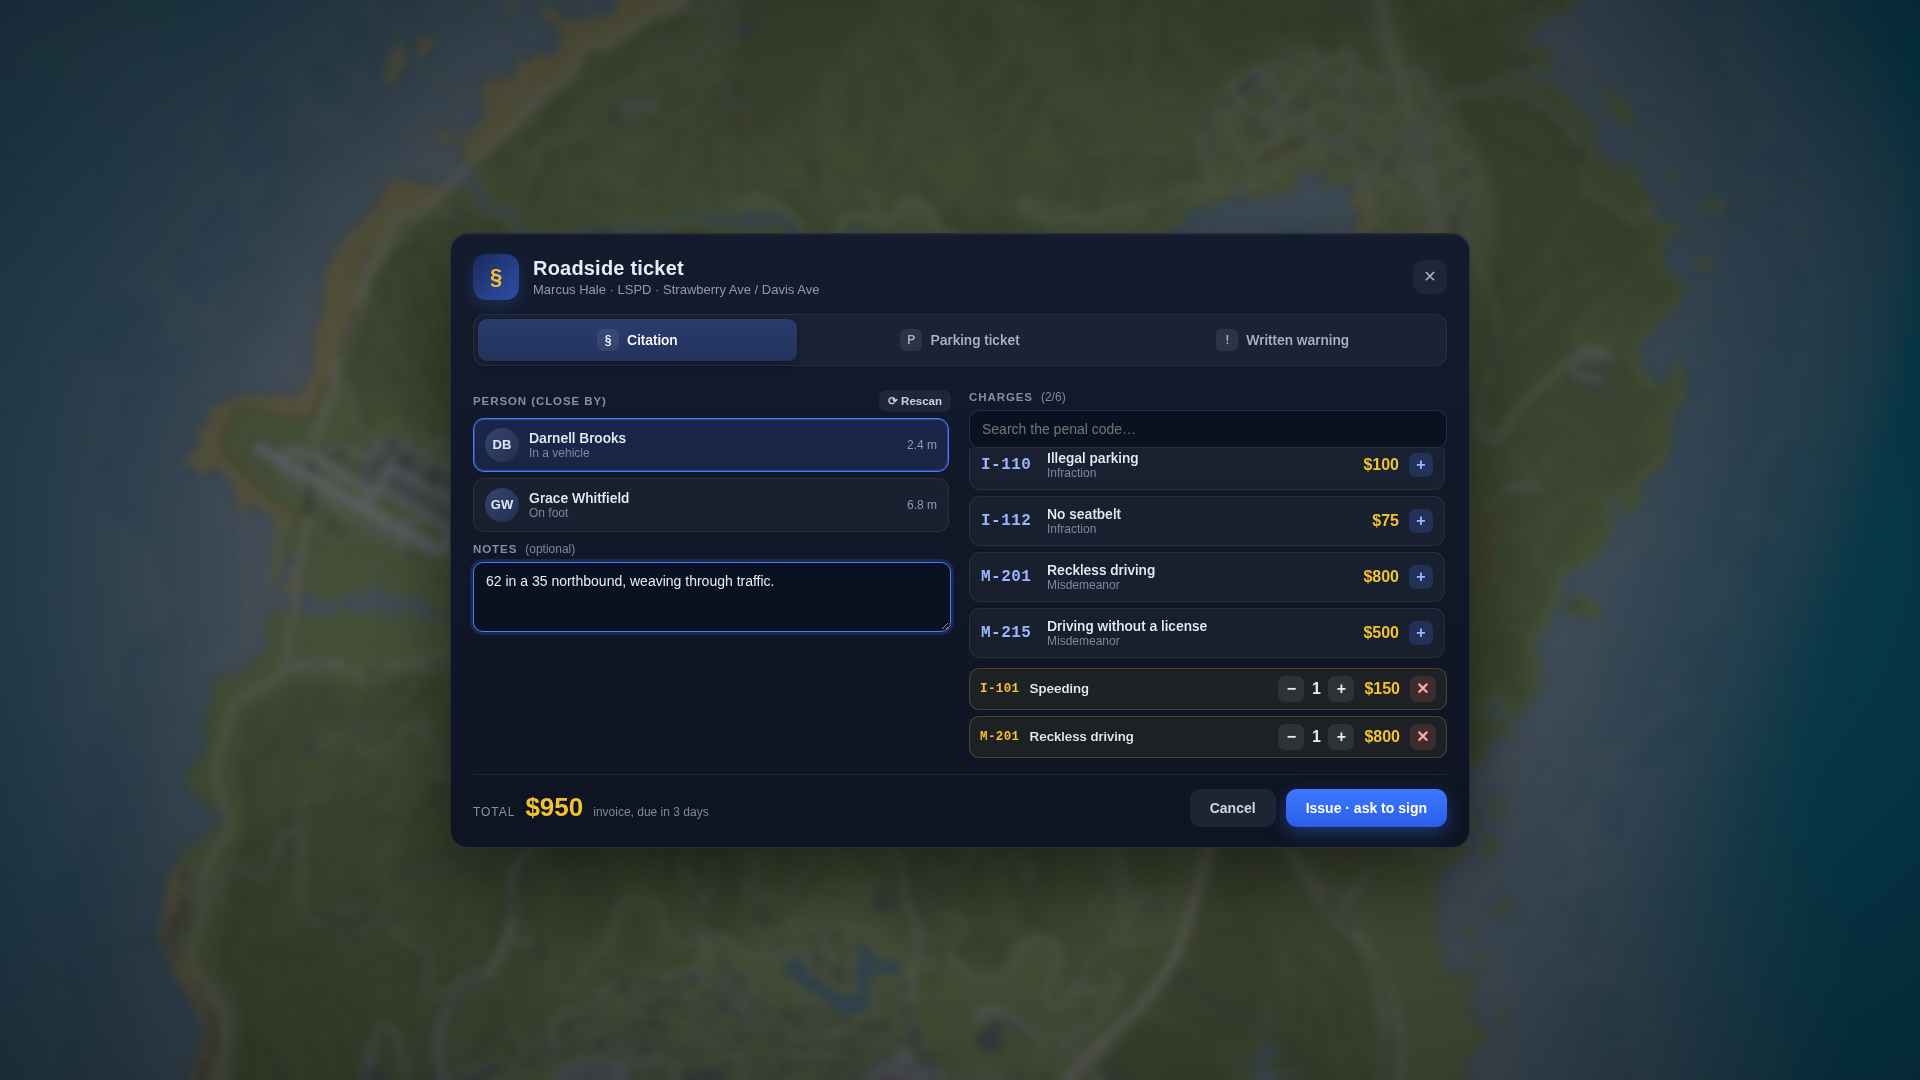 §
Roadside ticket
Marcus Hale · LSPD · Strawberry Ave / Davis Ave
✕
§ Citation
P Parking ticket
! Written warning
PERSON (CLOSE BY)
⟳ Rescan
DB
Darnell Brooks
In a vehicle
2.4 m
GW
Grace Whitfield
On foot
6.8 m
NOTES (optional)
62 in a 35 northbound, weaving through traffic.
CHARGES (2/6)
Search the penal code…
I-110 Illegal parking $100 +
Infraction
I-112 No seatbelt $75 +
Infraction
M-201 Reckless driving $800 +
Misdemeanor
M-215 Driving without a license $500 +
Misdemeanor
I-101 Speeding − 1 + $150 ✕
M-201 Reckless driving − 1 + $800 ✕
TOTAL $950 invoice, due in 3 days
Cancel
Issue · ask to sign